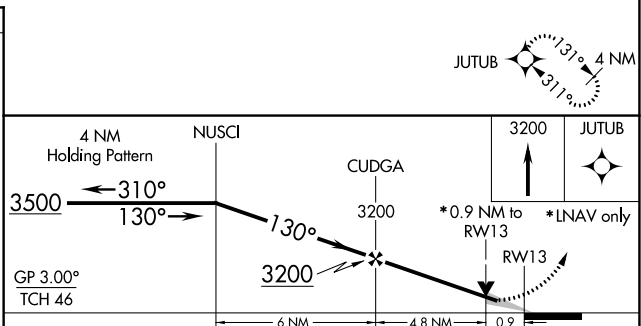 JUTUB
131°
4 NM
311°
4 NM
Holding Pattern
NUSCI
3200
JUTUB
CUDGA
3500
310°
130°
3200
*0.9 NM to
RW13
*LNAV only
130°
RW13
3200
GP 3.00°
TCH 46
6 NM
4.8 NM
0.9